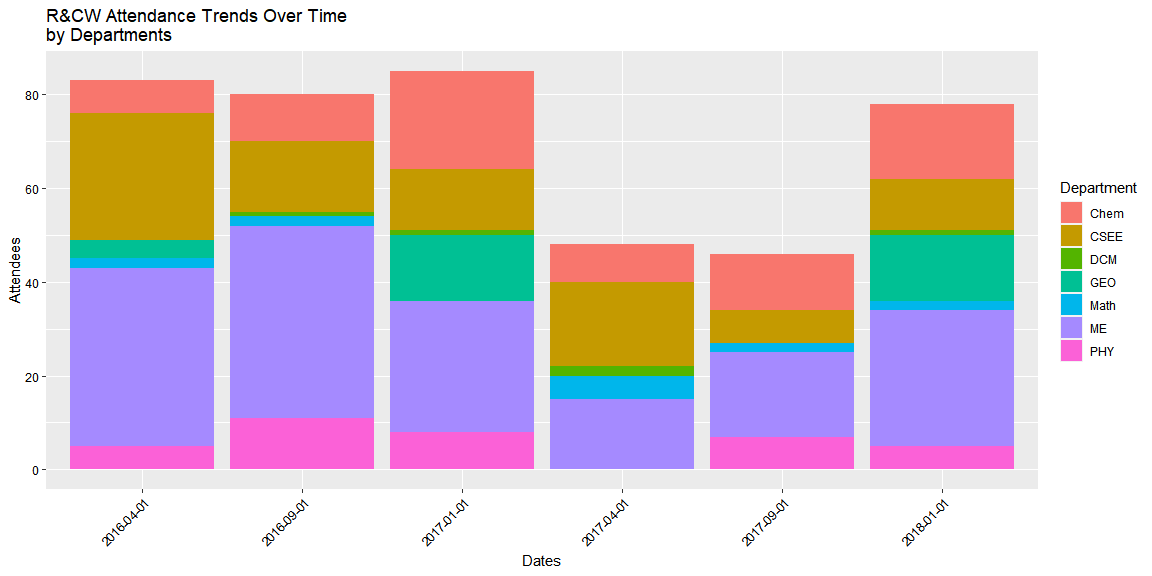 R&CW Attendance Trends Over Time
by Departments
Attendees
80
60
40
20
0
2016-04-01
2016-09-01
2017-01-01
2017-04-01
2017-09-01
2018-01-01
Dates
Department
Chem
CSEE
DCM
GEO
Math
ME
PHY